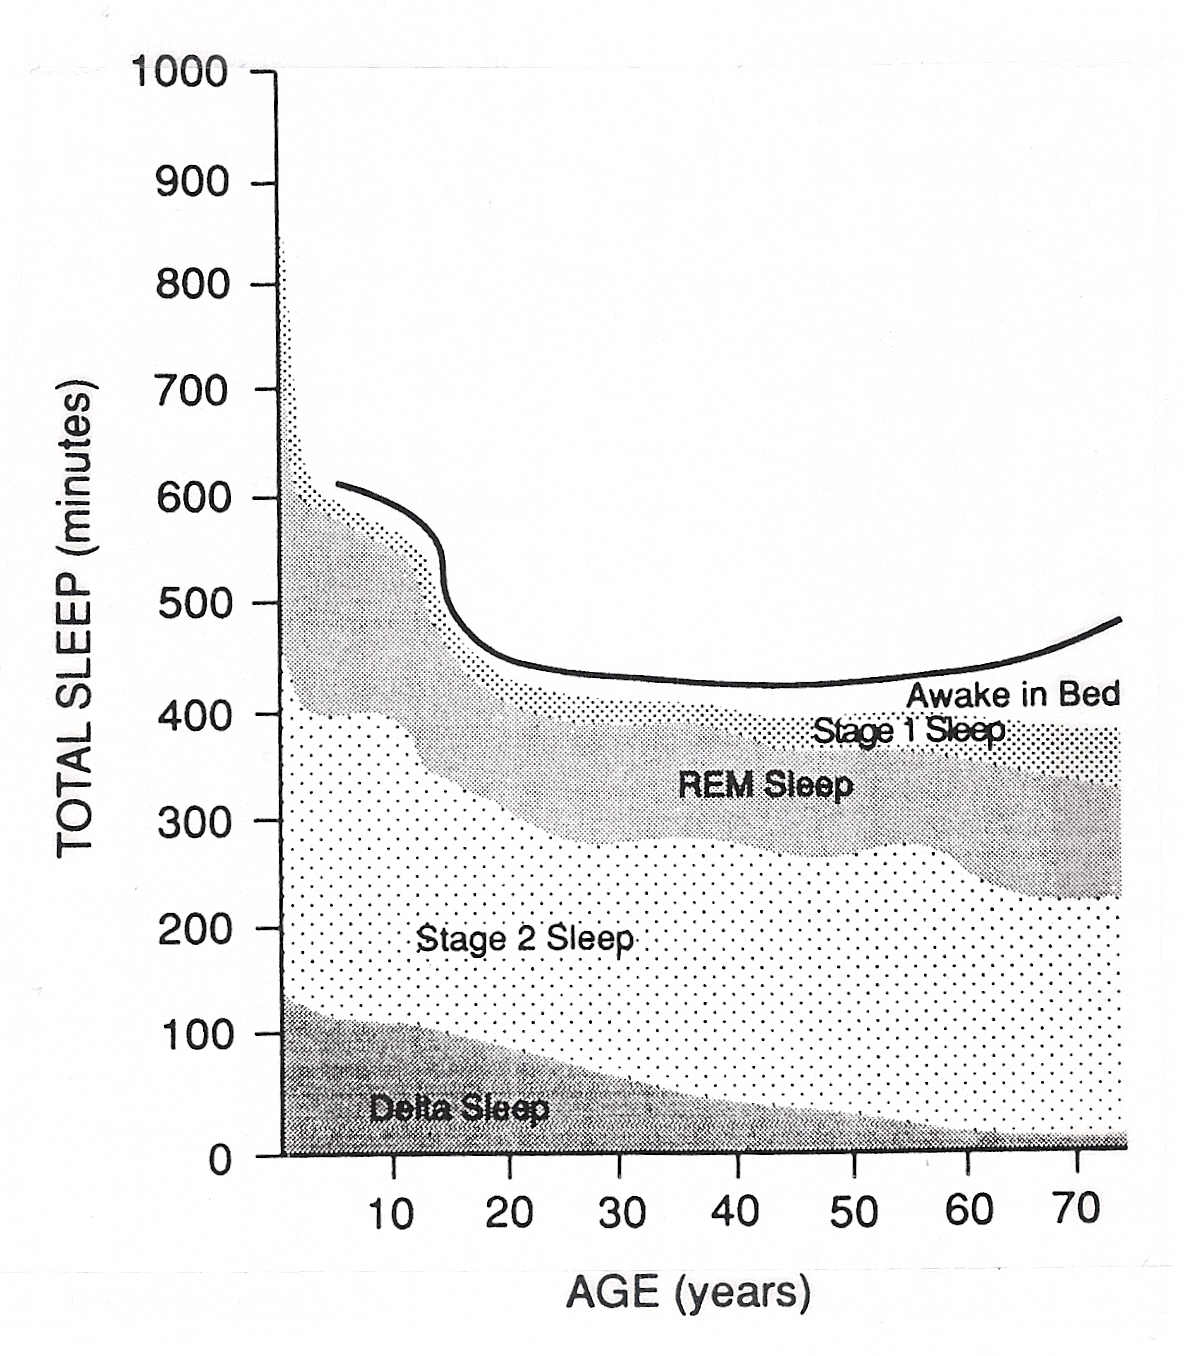 1000
900
800
700
600
500
400
300
200
100
0
TOTAL SLEEP (minutes)
Awake in Bed
Stage 1 Sleep
REM Sleep
Stage 2 Sleep
Delta Sleep
10 20 30 40 50 60 70
AGE (years)